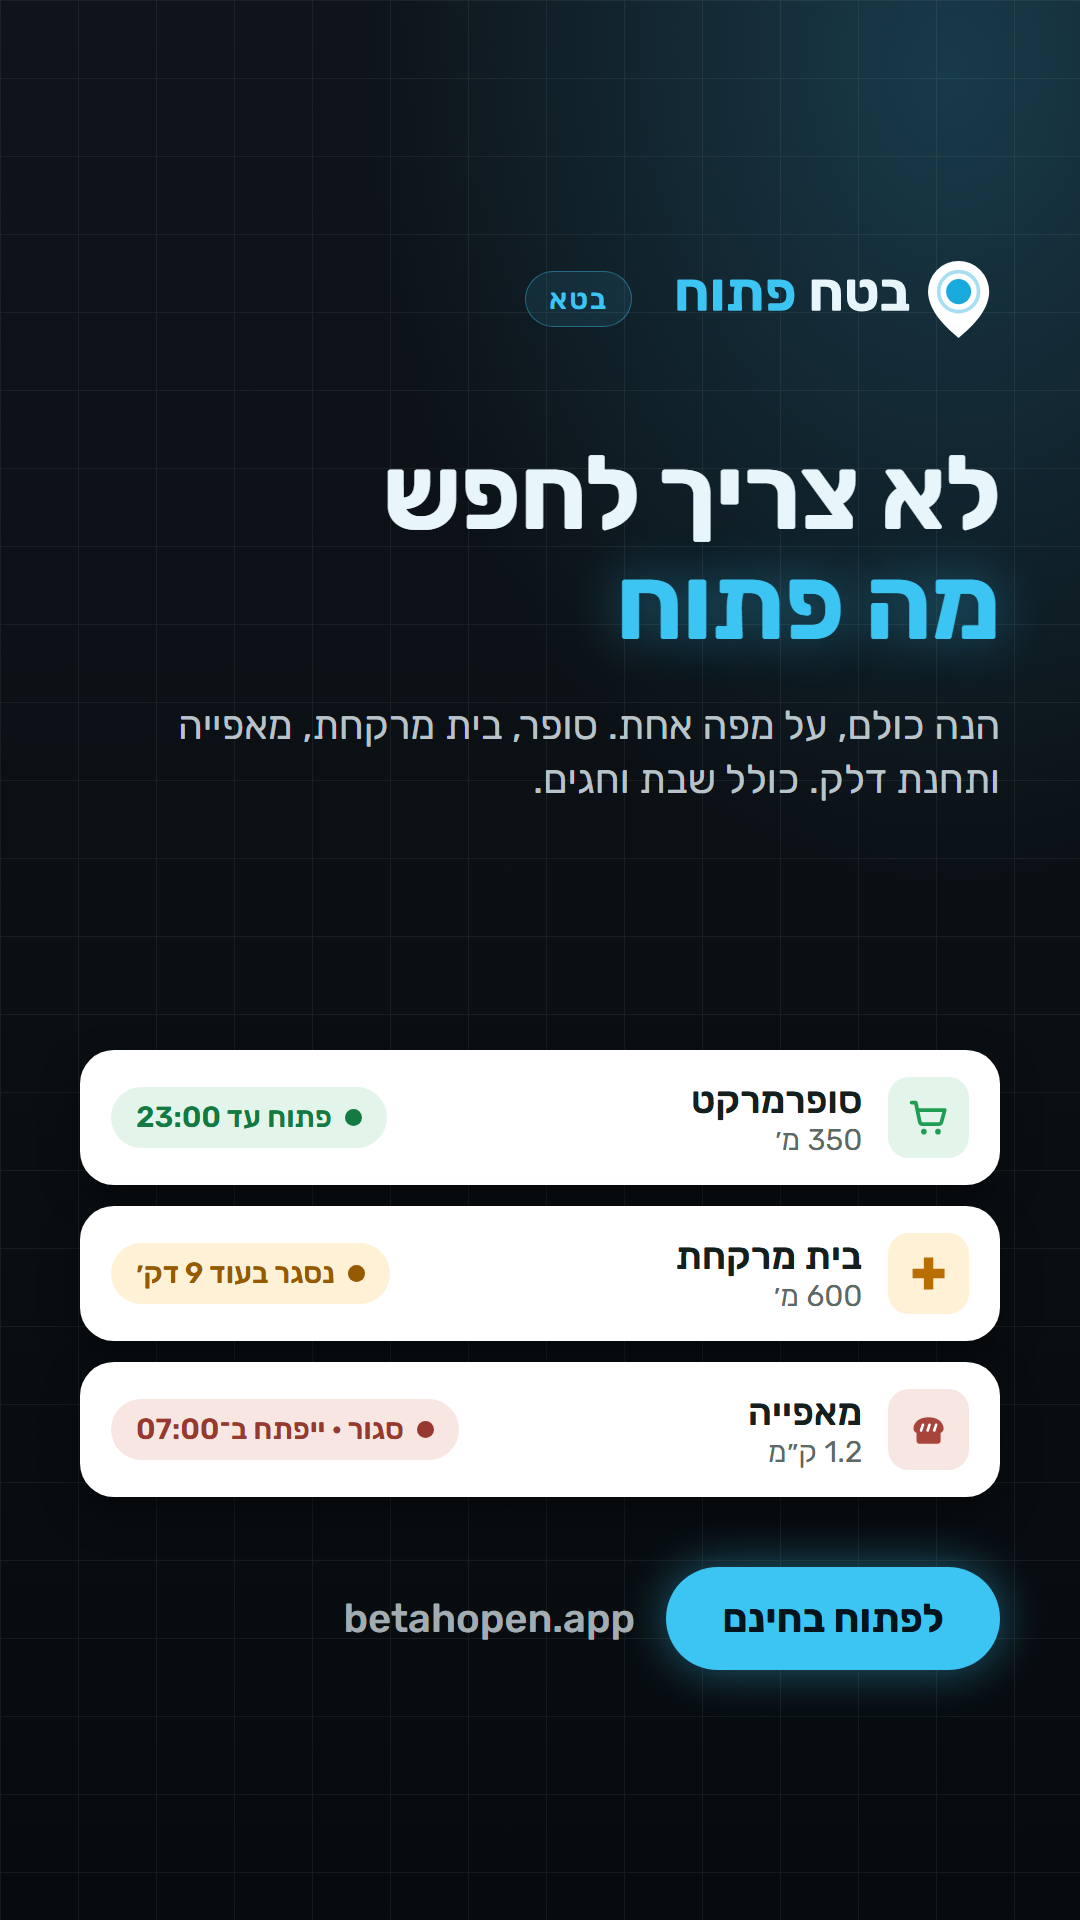 בטח פתוח
בטא
לא צריך לחפש
מה פתוח
הנה כולם, על מפה אחת. סופר, בית מרקחת, מאפייה
ותחנת דלק. כולל שבת וחגים.
סופרמרקט
350 מ׳
פתוח עד 23:00
בית מרקחת
600 מ׳
נסגר בעוד 9 דק׳
מאפייה
1.2 ק״מ
סגור • ייפתח ב־07:00
לפתוח בחינם
betahopen.app